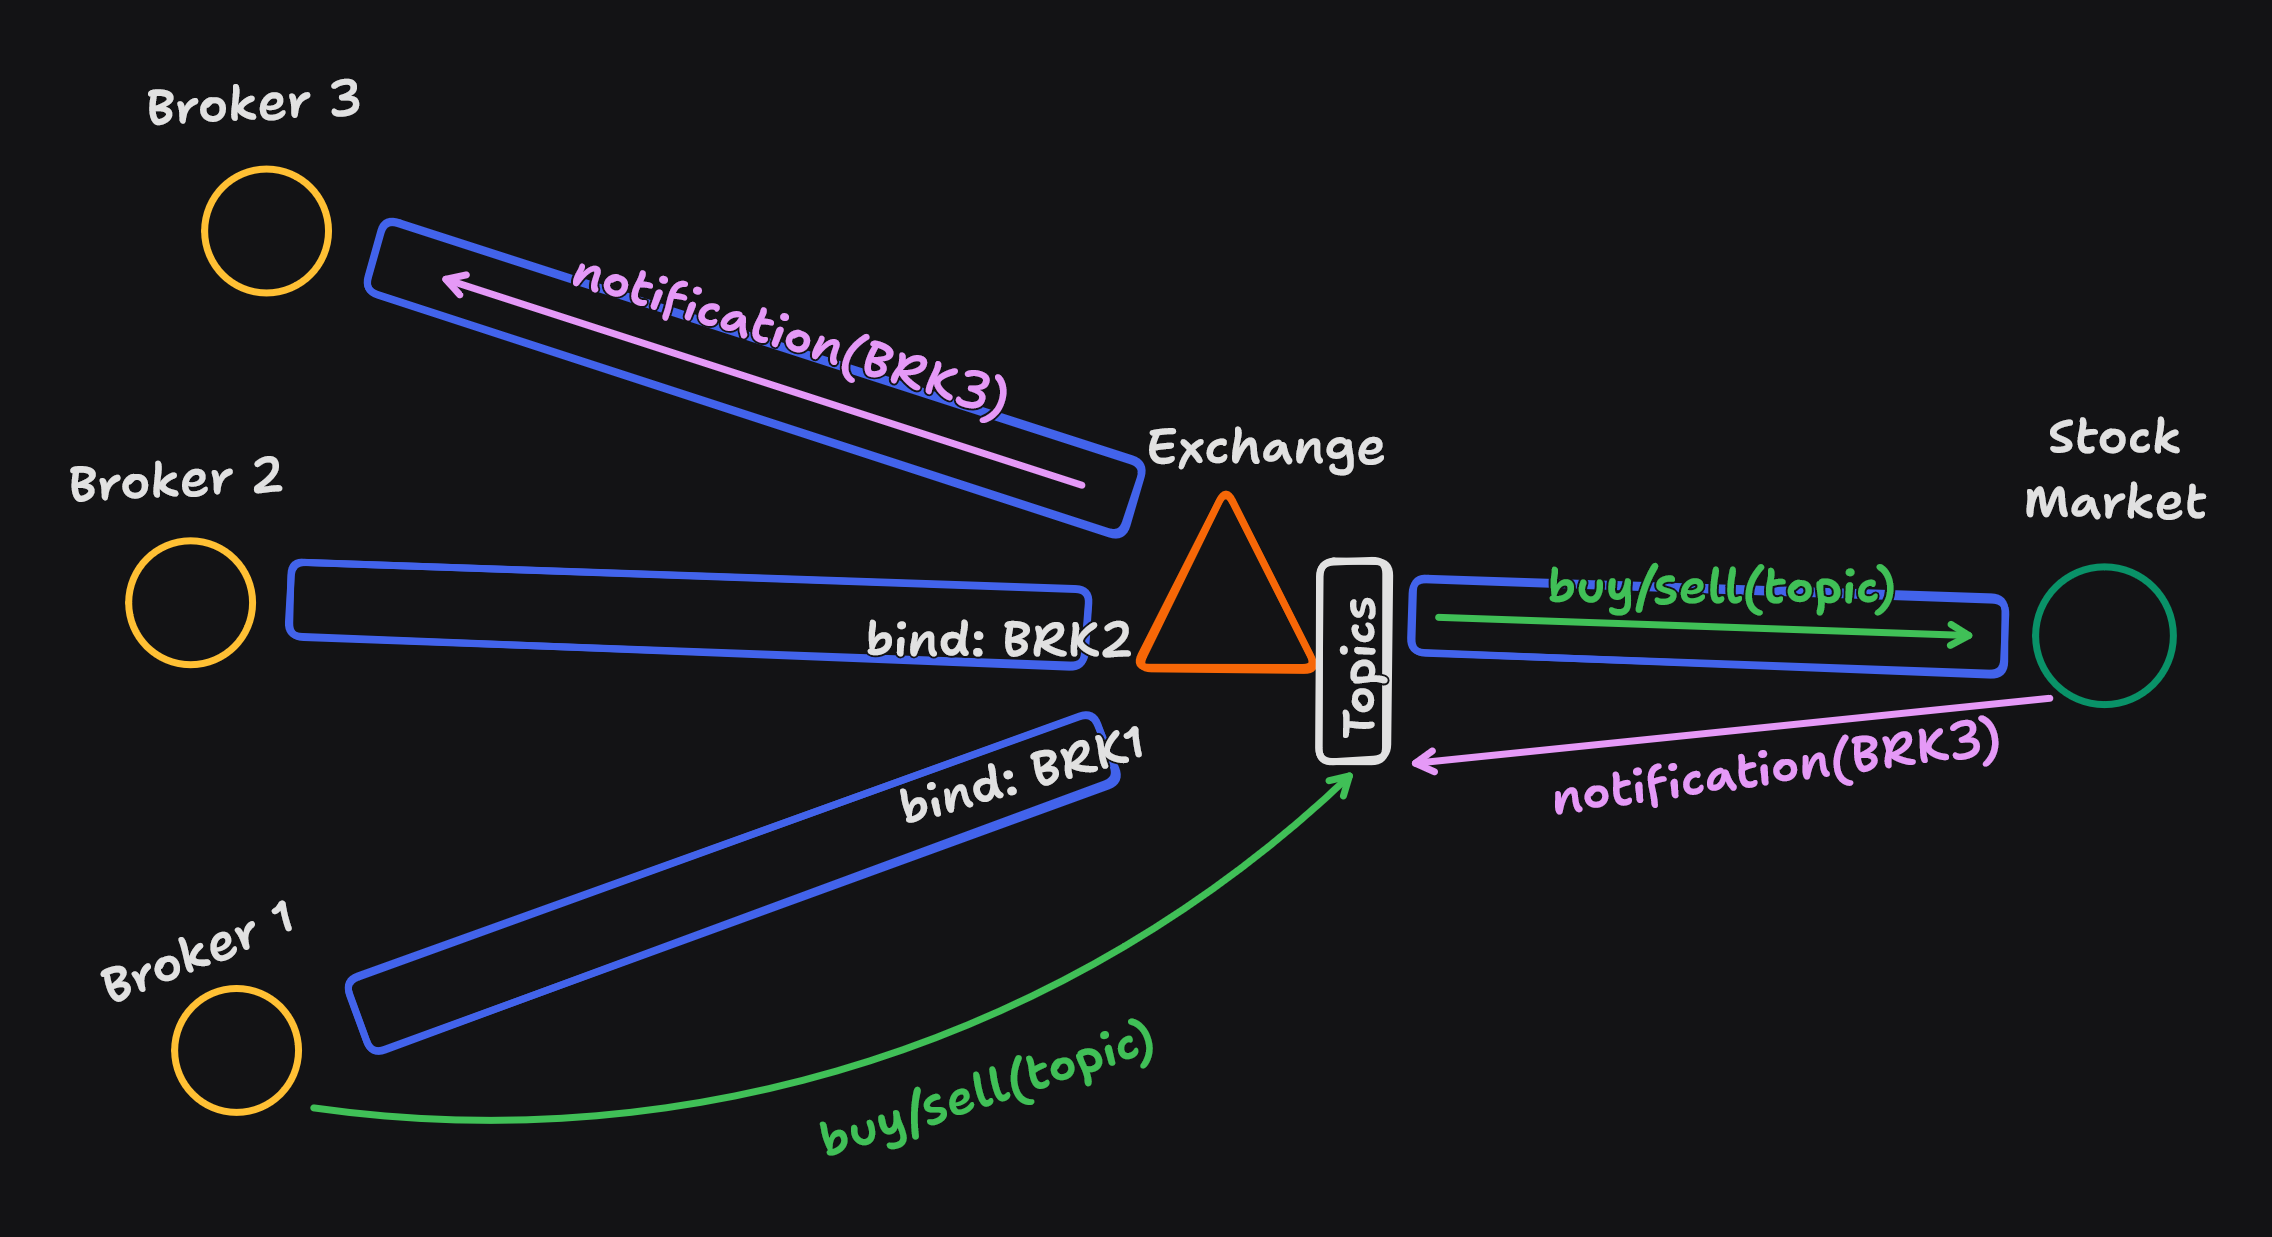 Broker 3
notification(BRK3)
Exchange
Stock
Market
Broker 2
buy/sell(topic)
bind: BRK2
Topics
notification(BRK3)
bind: BRK1
Broker 1
buy/sell(topic)